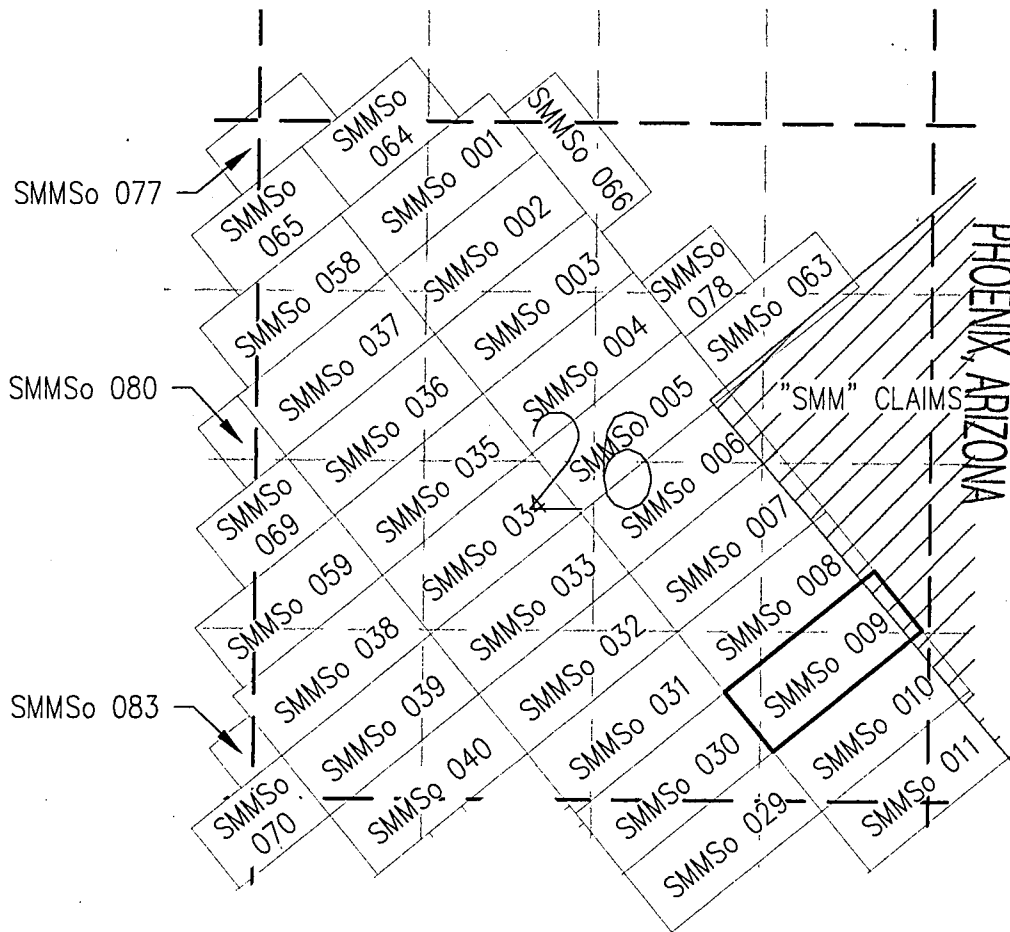 SMMSo 077
SMMSo 080
SMMSo 083
SMMSo
064
SMMSo 001
SMMSo 066
SMMSo
065
SMMSo 002
SMMSo 058
SMMSo 003
SMMSo
078
SMMSo 063
SMMSo 037
SMMSo 004
SMMSo 036
SMMSo 005
"SMM" CLAIMS
PHOENIX, ARIZONA
SMMSo 035
26
SMMSo 006
SMMSo
069
SMMSo 034
SMMSo 007
SMMSo 059
SMMSo 033
SMMSo 008
SMMSo 038
SMMSo 032
SMMSo 009
SMMSo 039
SMMSo 031
SMMSo 010
SMMSo 040
SMMSo 030
SMMSo 011
SMMSo
070
SMMSo 029